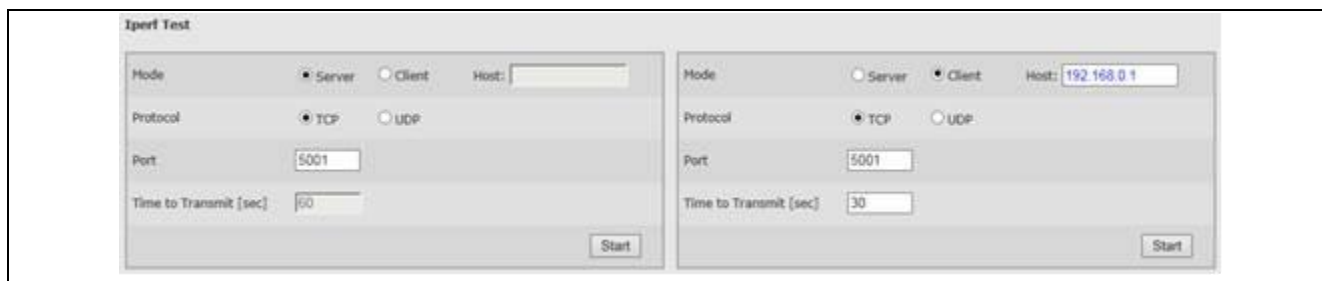 Iperf Test
Mode Server Client Host:
Protocol TCP UDP
Port 5001
Time to Transmit [sec] 60
Start
Mode Server Client Host: 192.168.0.1
Protocol TCP UDP
Port 5001
Time to Transmit [sec] 30
Start